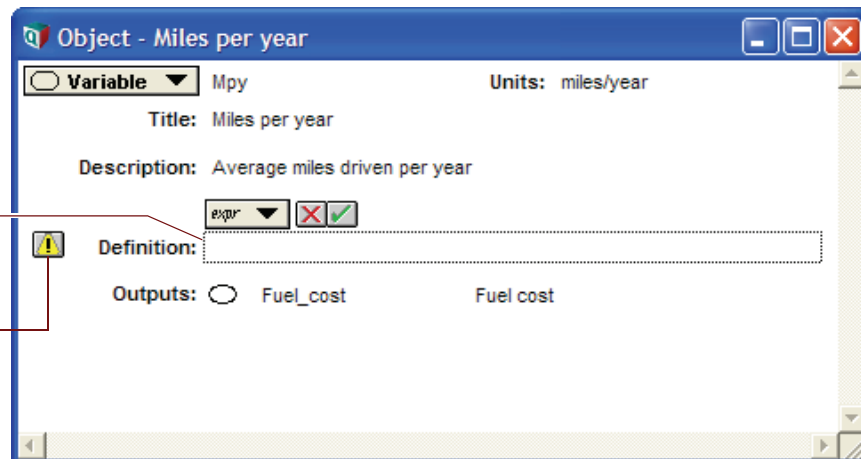 Object - Miles per year
Variable Mpy Units: miles/year
Title: Miles per year
Description: Average miles driven per year
expr
Definition:
Outputs: Fuel_cost Fuel cost